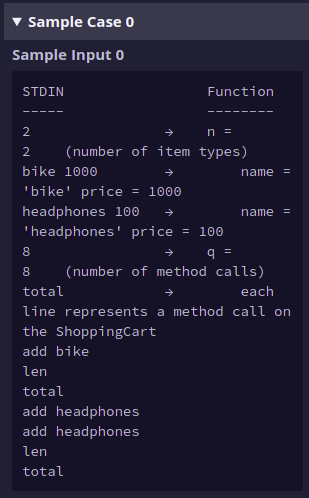 ▼ Sample Case 0
Sample Input 0
STDIN                  Function
-----                  --------
2                 →    n =
2    (number of item types)
bike 1000         →        name =
'bike' price = 1000
headphones 100   →        name =
'headphones' price = 100
8                 →    q =
8    (number of method calls)
total             →        each
line represents a method call on
the ShoppingCart
add bike
len
total
add headphones
add headphones
len
total